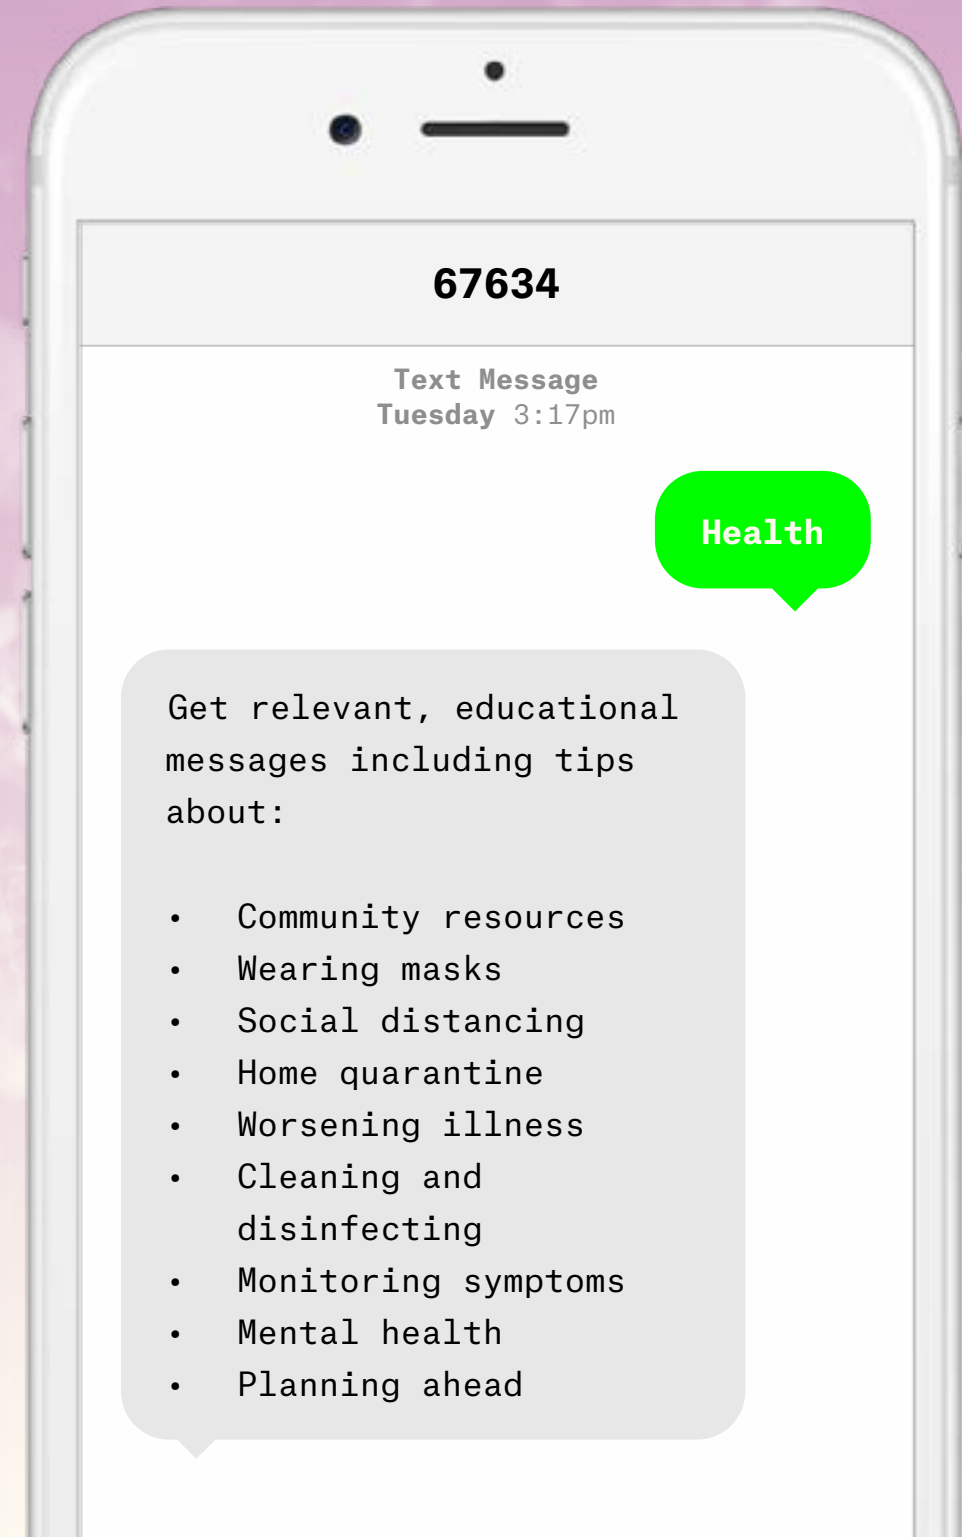 67634
Text Message
Tuesday 3:17pm
Health
Get relevant, educational
messages including tips
about:
• Community resources
• Wearing masks
• Social distancing
• Home quarantine
• Worsening illness
• Cleaning and
disinfecting
• Monitoring symptoms
• Mental health
• Planning ahead